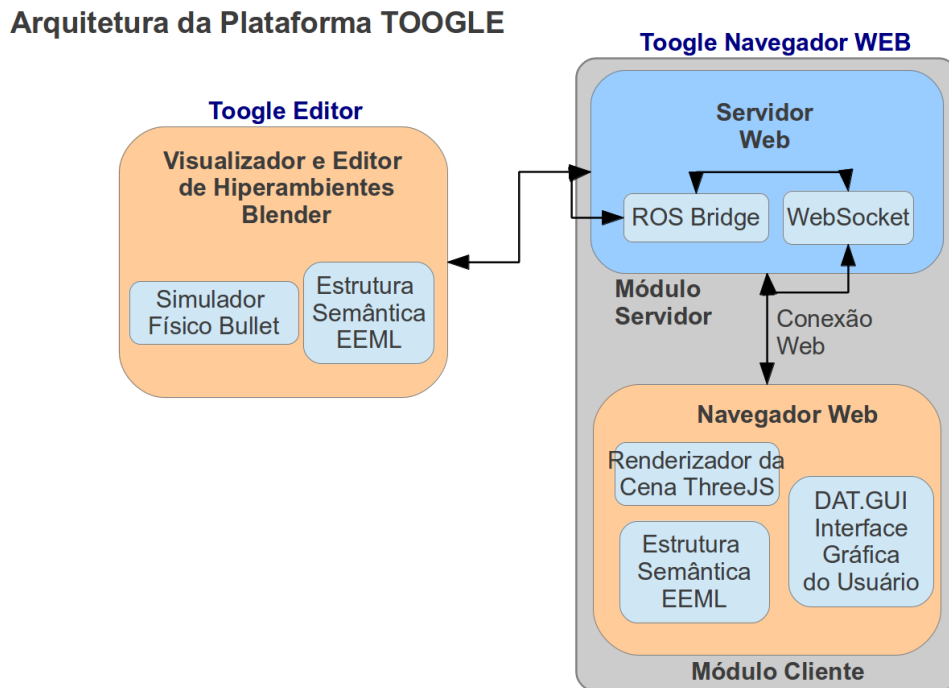 Arquitetura da Plataforma TOOGLE
Toogle Editor
Visualizador e Editor
de Hiperambientes
Blender
Simulador
Físico Bullet
Estrutura
Semântica
EEML
Toogle Navegador WEB
Servidor
Web
ROS Bridge
WebSocket
Módulo
Servidor
Conexão
Web
Navegador Web
Renderizador da
Cena ThreeJS
Estrutura
Semântica
EEML
DAT.GUI
Interface
Gráfica
do Usuário
Módulo Cliente